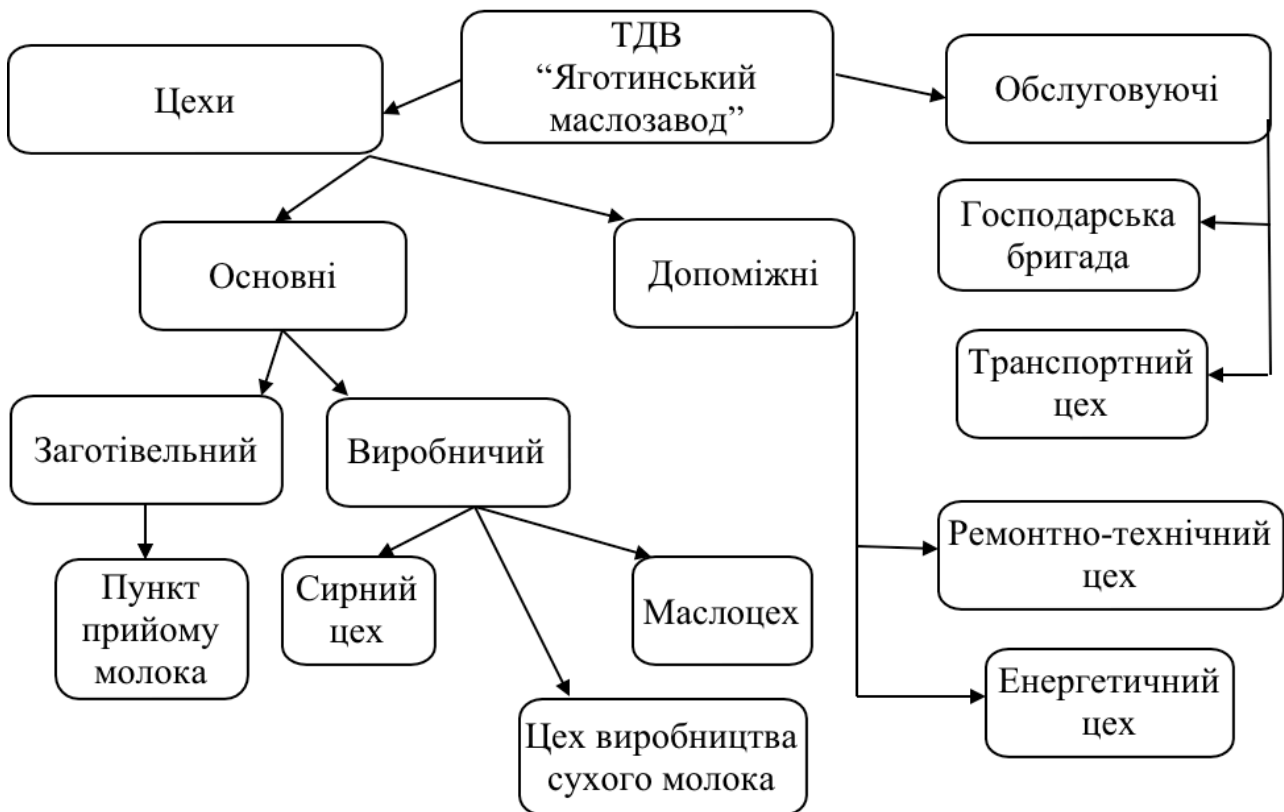 ТДВ
“Яготинський
маслозавод”
Цехи
Обслуговуючі
Господарська
бригада
Основні
Допоміжні
Транспортний
цех
Заготівельний
Виробничий
Ремонтно-технічний
цех
Пункт
прийому
молока
Сирний
цех
Маслоцех
Енергетичний
цех
Цех виробництва
сухого молока